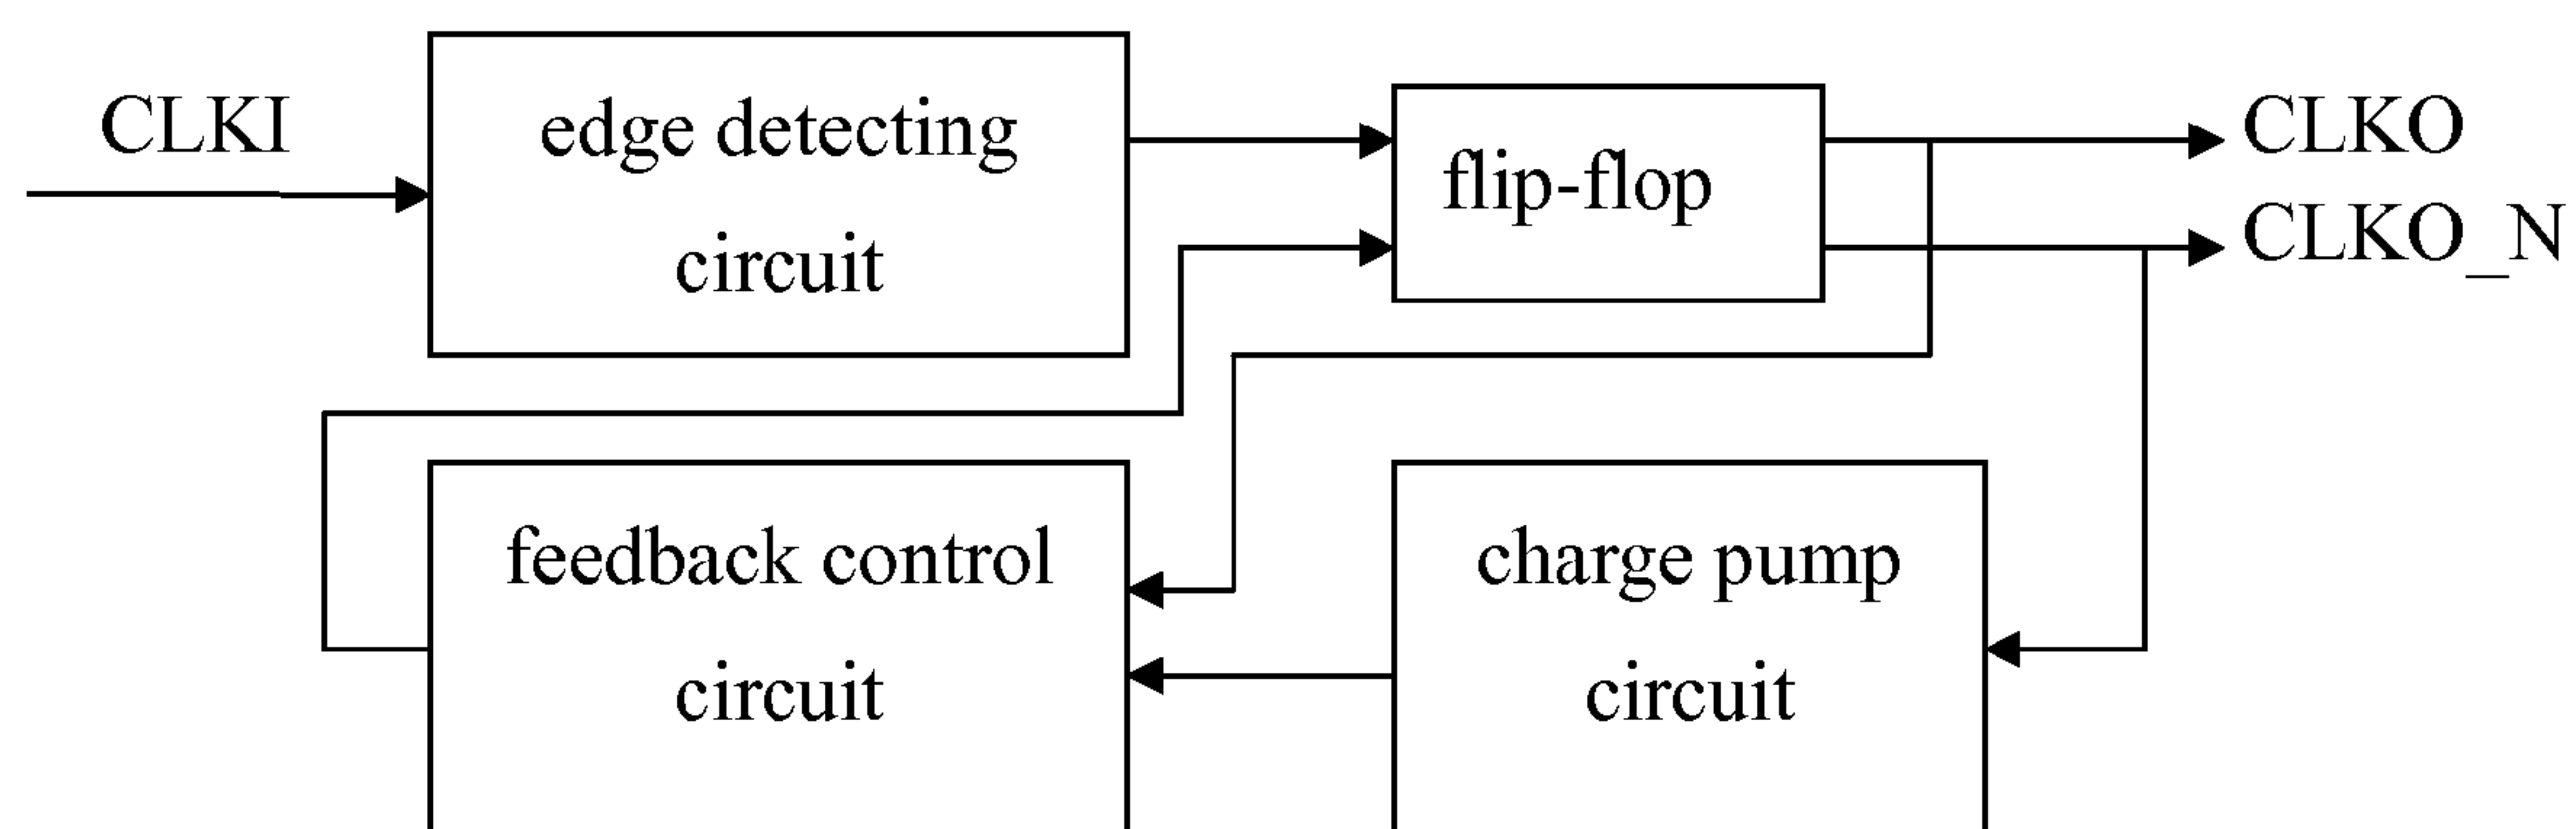 CLKI
edge detecting
circuit
flip-flop
CLKO
CLKO_N
feedback control
circuit
charge pump
circuit